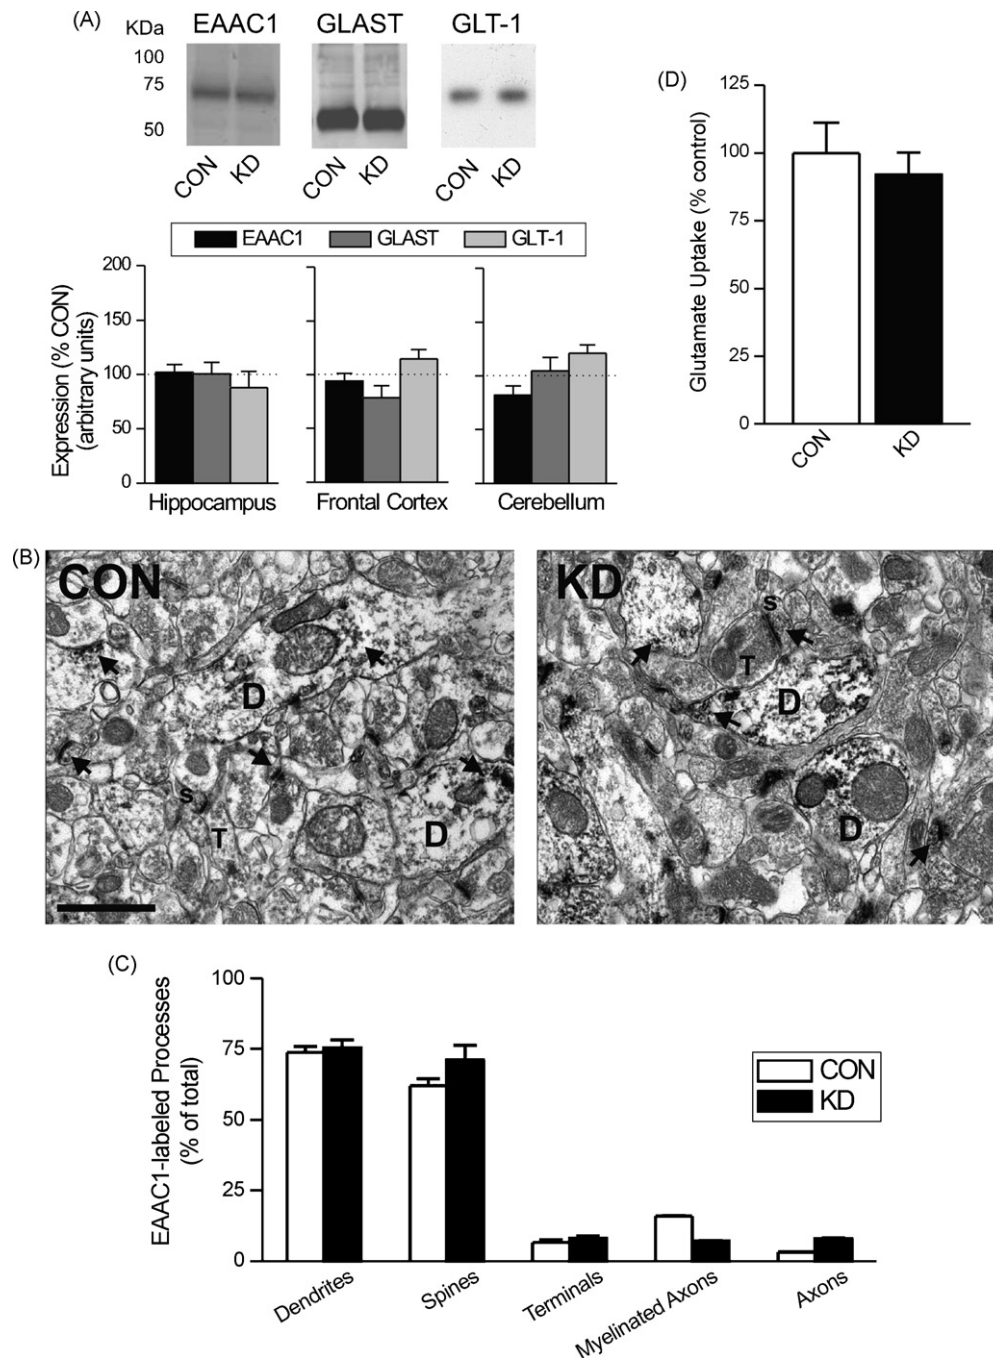 (A)
KDa
EAAC1
GLAST
GLT-1
100
75
50
CON
KD
CON
KD
CON
KD
EAAC1
GLAST
GLT-1
Expression (% CON)
(arbitrary units)
200
150
100
50
0
Hippocampus
Frontal Cortex
Cerebellum
(D)
Glutamate Uptake (% control)
125
100
75
50
25
0
CON
KD
(B)
CON
D
D
S
T
KD
S
T
D
D
(C)
EAAC1-labeled Processes
(% of total)
100
75
50
25
0
CON
KD
Dendrites
Spines
Terminals
Myelinated Axons
Axons